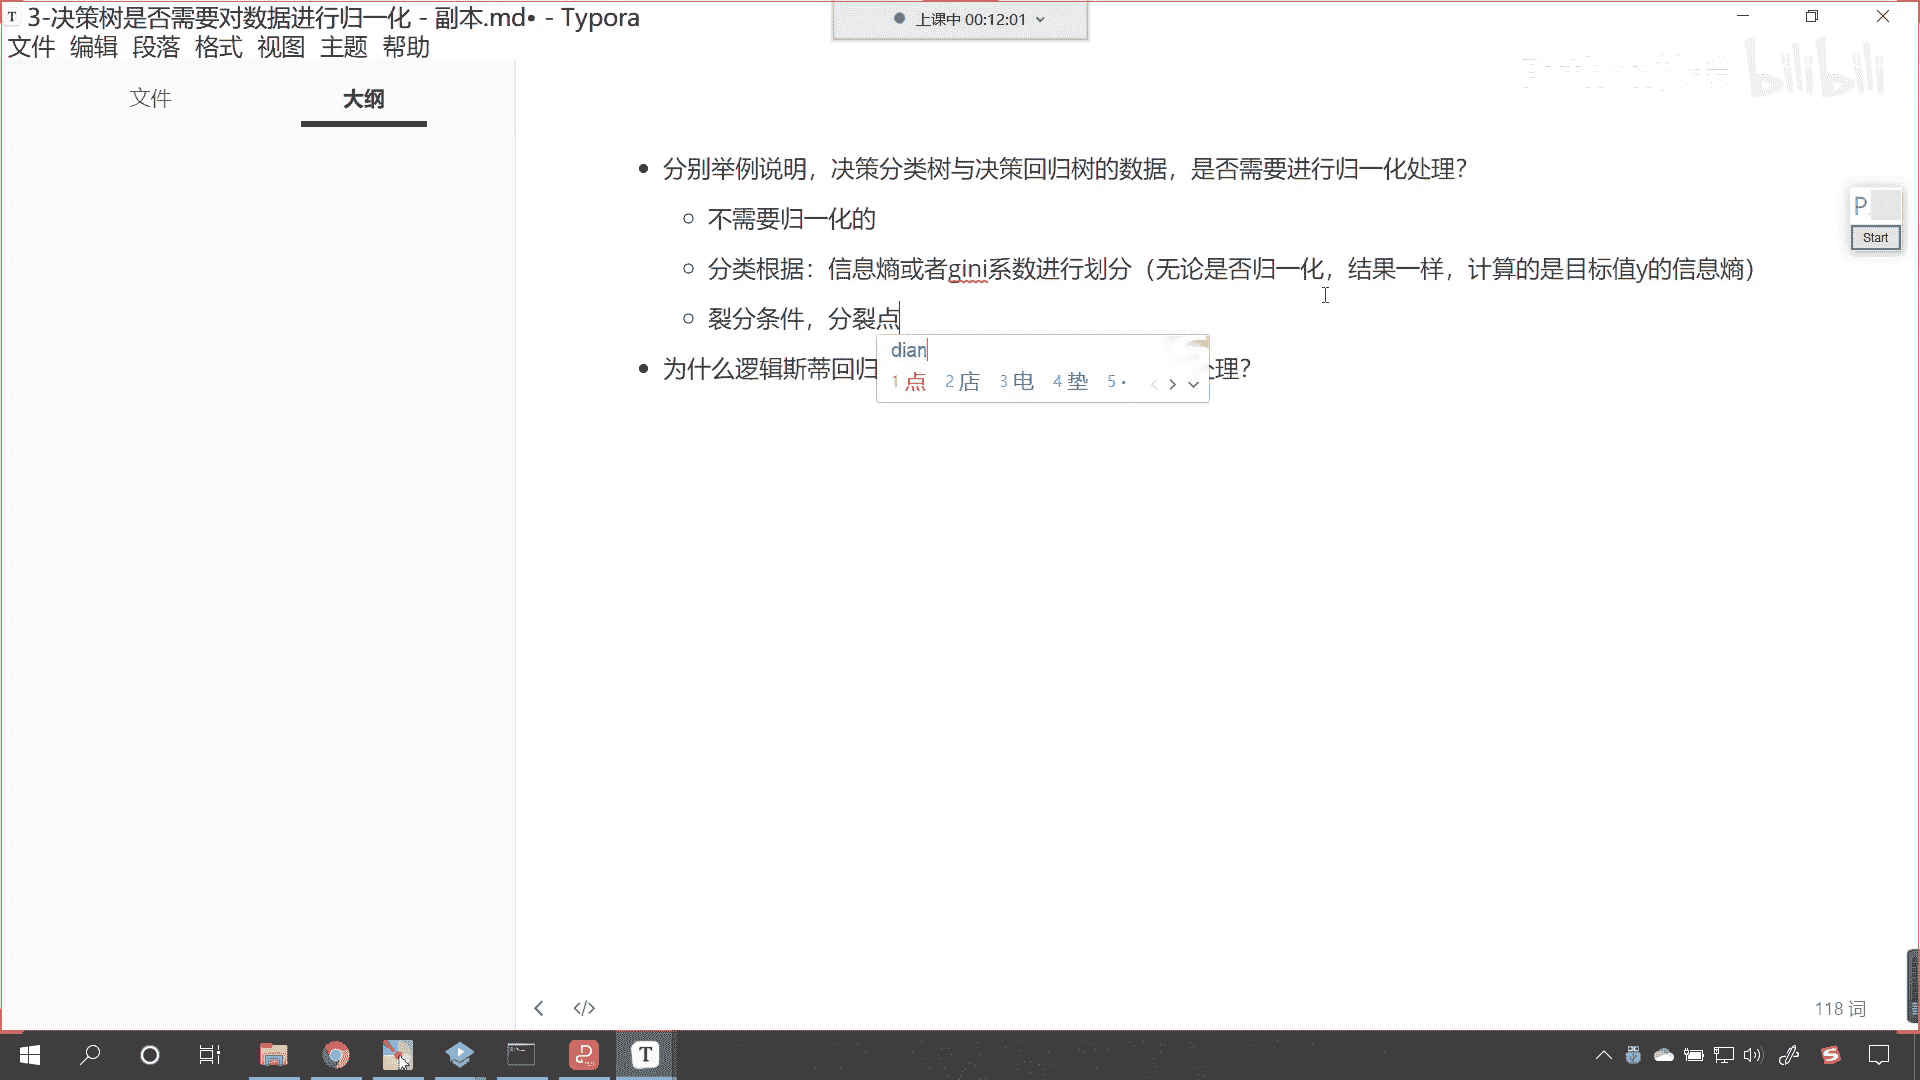 3-决策树是否需要对数据进行归一化 - 副本.md• - Typora
上课中 00:12:01
文件 编辑 段落 格式 视图 主题 帮助
bilibili
文件 大纲
分别举例说明，决策分类树与决策回归树的数据，是否需要进行归一化处理？
不需要归一化的
分类根据：信息熵或者gini系数进行划分（无论是否归一化，结果一样，计算的是目标值y的信息熵）
裂分条件，分裂点
dian
1 点 2 店 3 电 4 垫 5
为什么逻辑斯蒂回归 处理？
P
Start
118 词